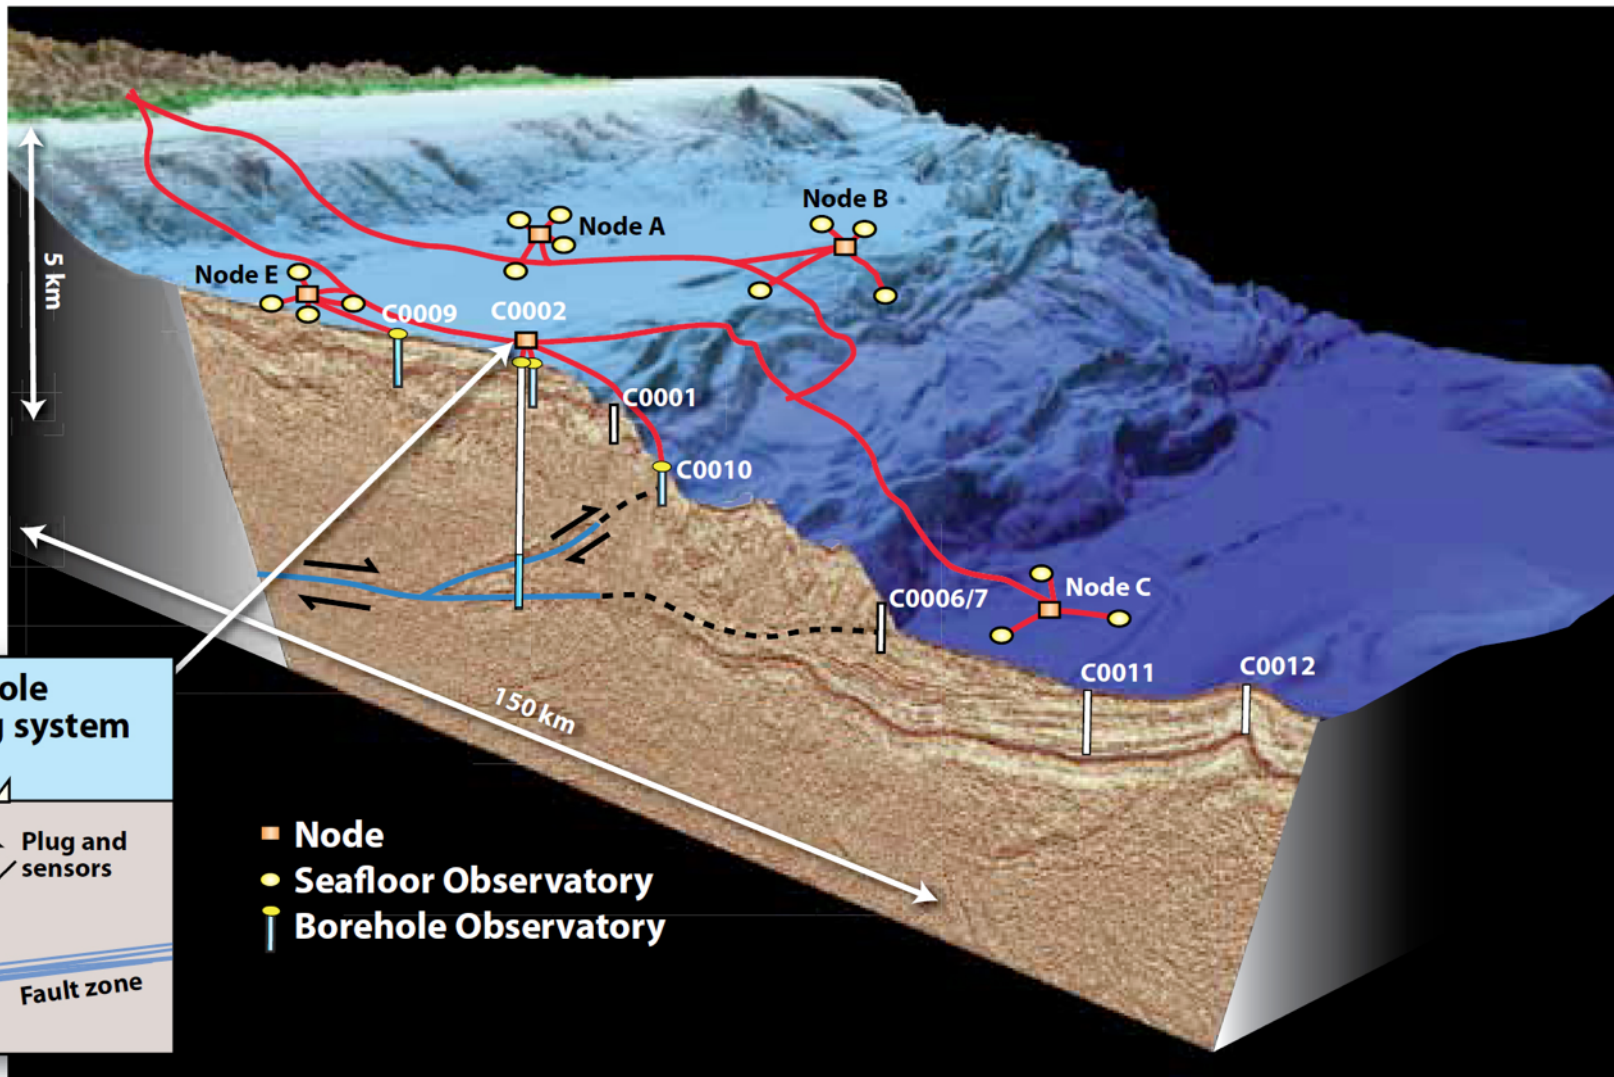 Node B
Node A
Node E
5 km
C0009
C0002
C0001
C0010
Node C
C0006/7
C0011
C0012
system
150 km
Plug and
sensors
Fault zone
Node
Seafloor Observatory
Borehole Observatory